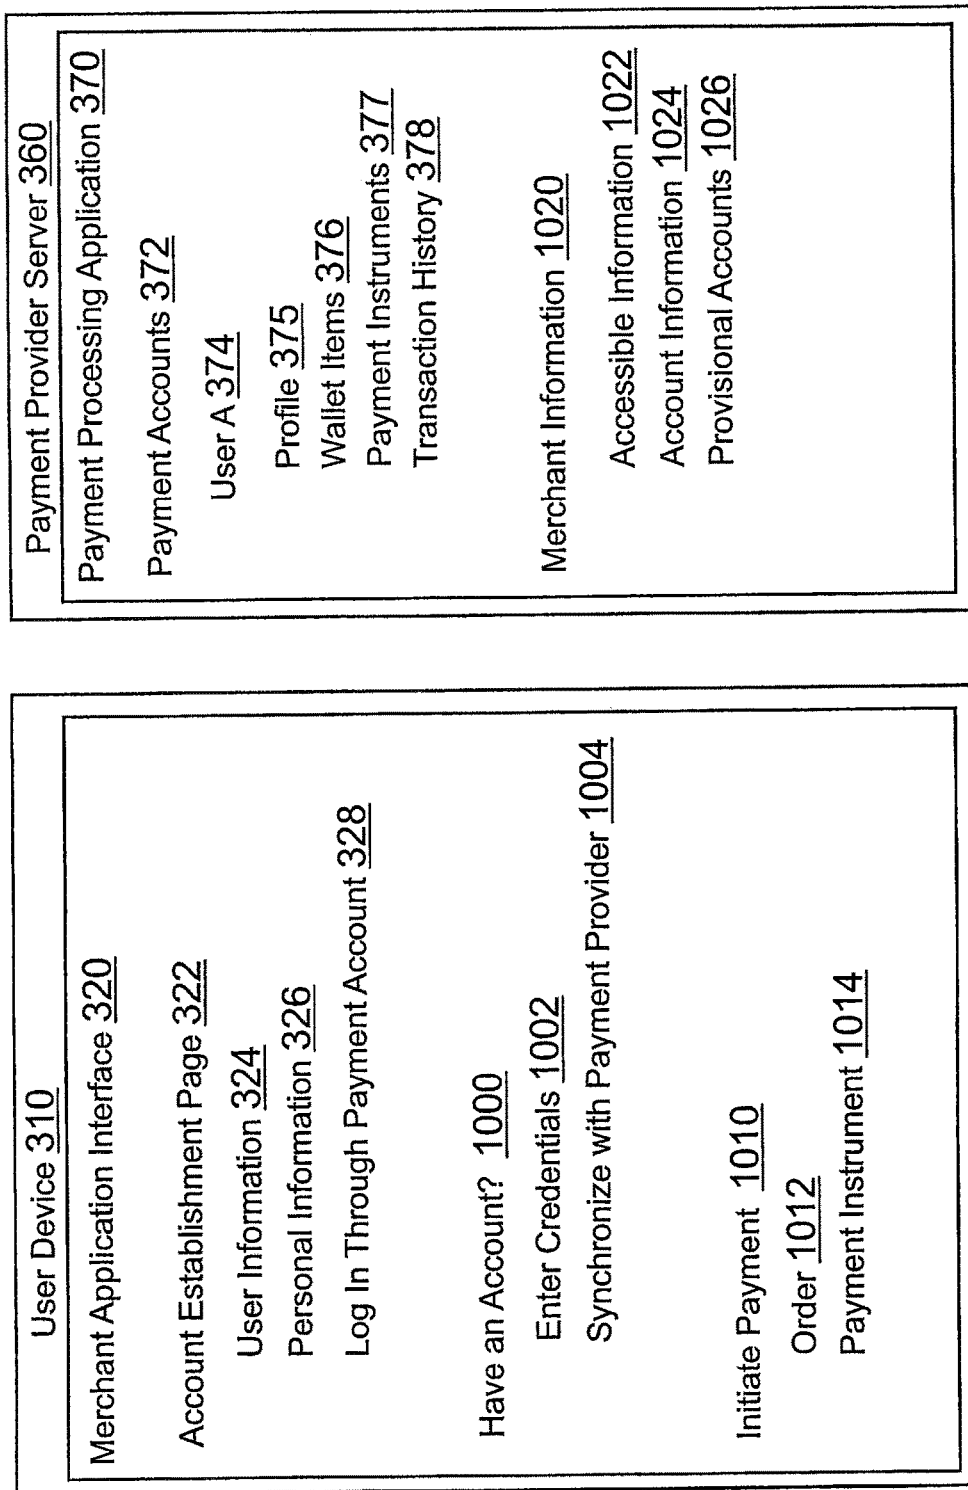 User Device 310
Merchant Application Interface 320
Account Establishment Page 322
User Information 324
Personal Information 326
Log In Through Payment Account 328
Have an Account? 1000
Enter Credentials 1002
Synchronize with Payment Provider 1004
Initiate Payment 1010
Order 1012
Payment Instrument 1014
Payment Provider Server 360
Payment Processing Application 370
Payment Accounts 372
User A 374
Profile 375
Wallet Items 376
Payment Instruments 377
Transaction History 378
Merchant Information 1020
Accessible Information 1022
Account Information 1024
Provisional Accounts 1026